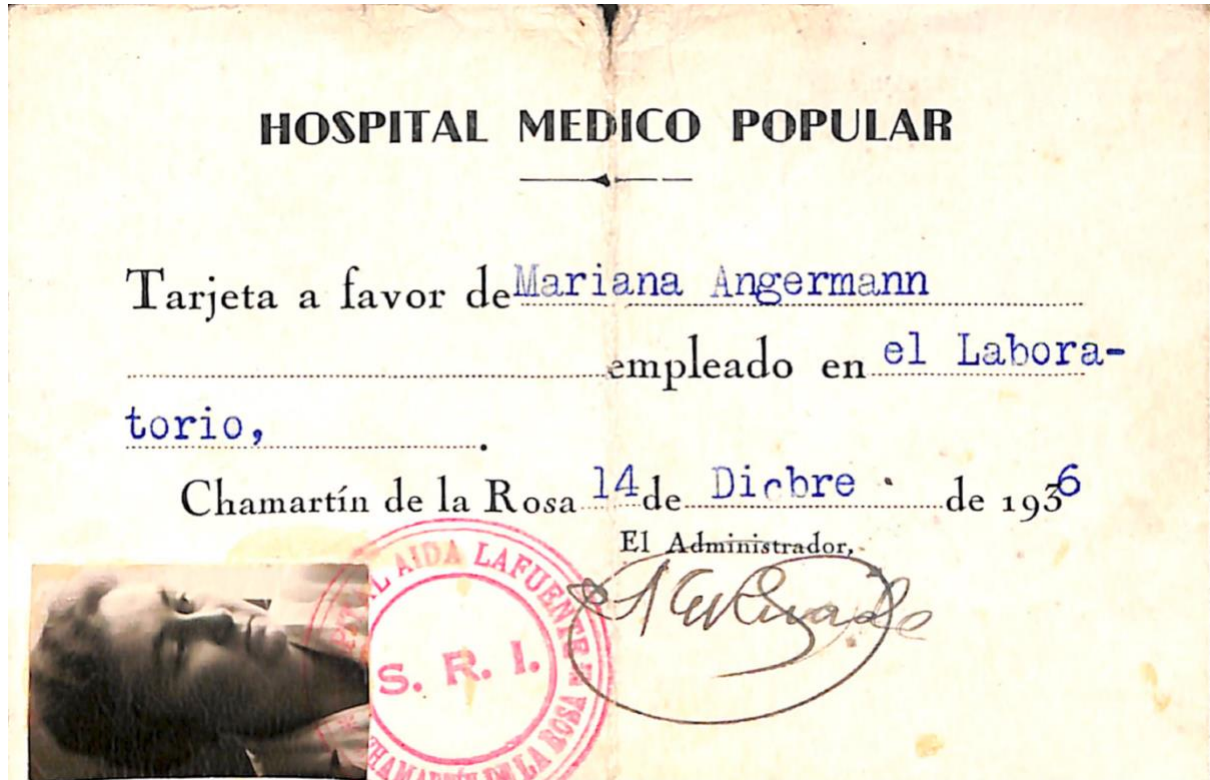 HOSPITAL MEDICO POPULAR
Tarjeta a favor de Mariana Angermann
empleado en el Labora-
torio, .
Chamartín de la Rosa 14 de Dicbre . de 1936
El Administrador,
AIDA LAFUENTE
S. R. I.
CHAMARTÍN DE LA ROSA